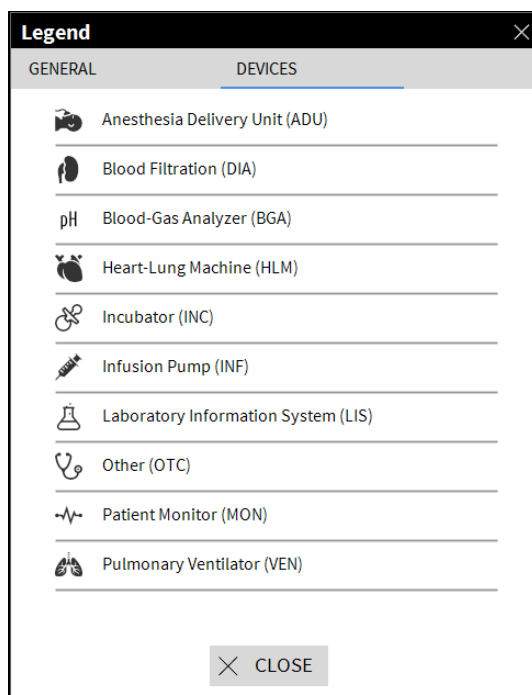 Legend
GENERAL DEVICES
Anesthesia Delivery Unit (ADU)
Blood Filtration (DIA)
pH Blood-Gas Analyzer (BGA)
Heart-Lung Machine (HLM)
Incubator (INC)
Infusion Pump (INF)
Laboratory Information System (LIS)
Other (OTC)
Patient Monitor (MON)
Pulmonary Ventilator (VEN)
CLOSE